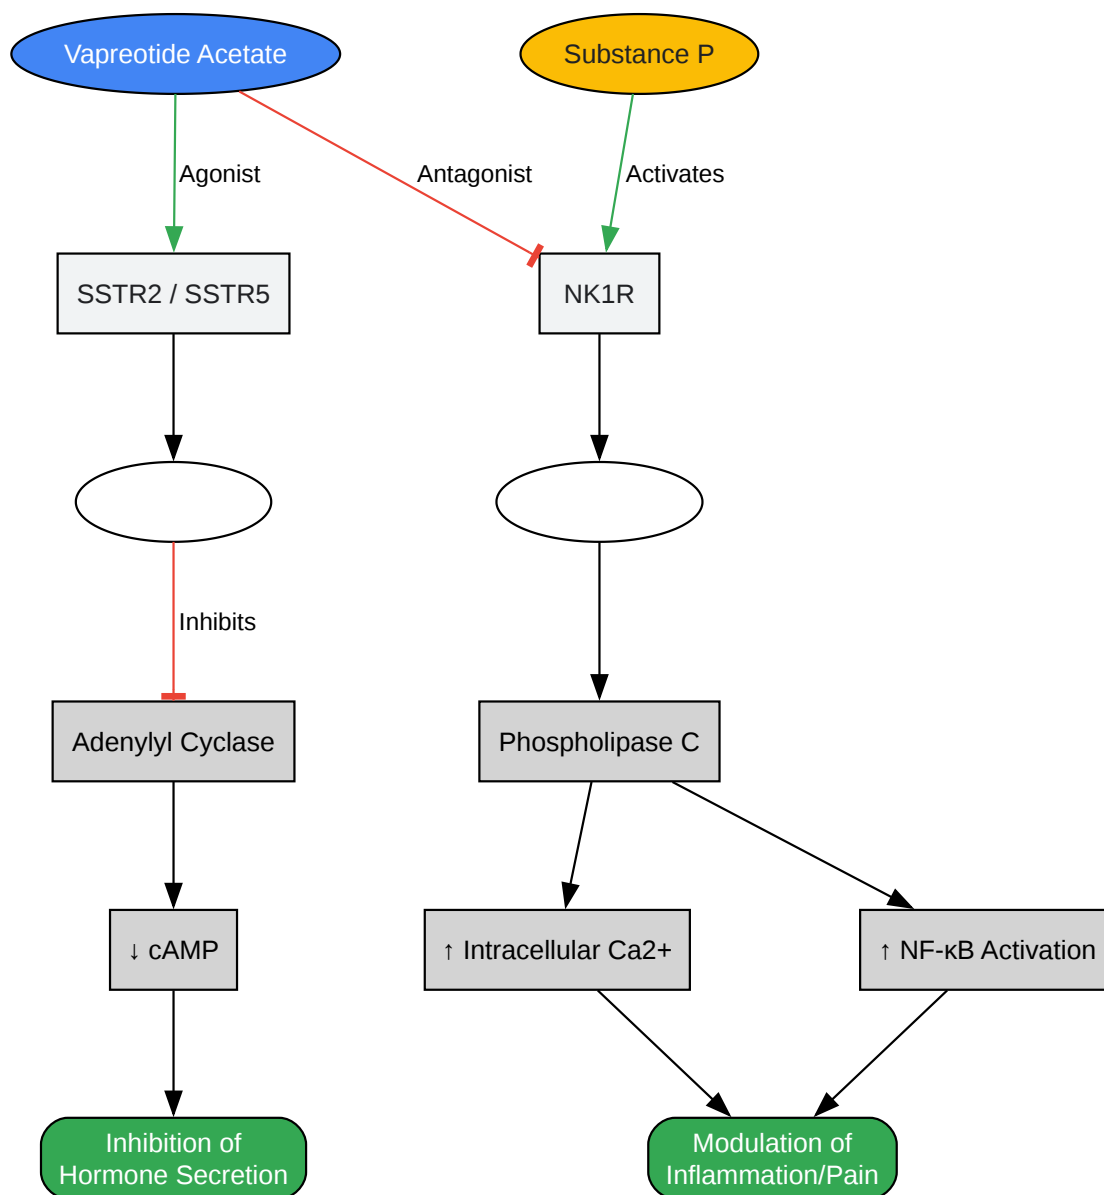 Vapreotide Acetate
Substance P
Agonist
Antagonist
Activates
SSTR2 / SSTR5
NK1R
Inhibits
Adenylyl Cyclase
Phospholipase C
↓ cAMP
↑ Intracellular Ca2+
↑ NF-κB Activation
Inhibition of
Hormone Secretion
Modulation of
Inflammation/Pain